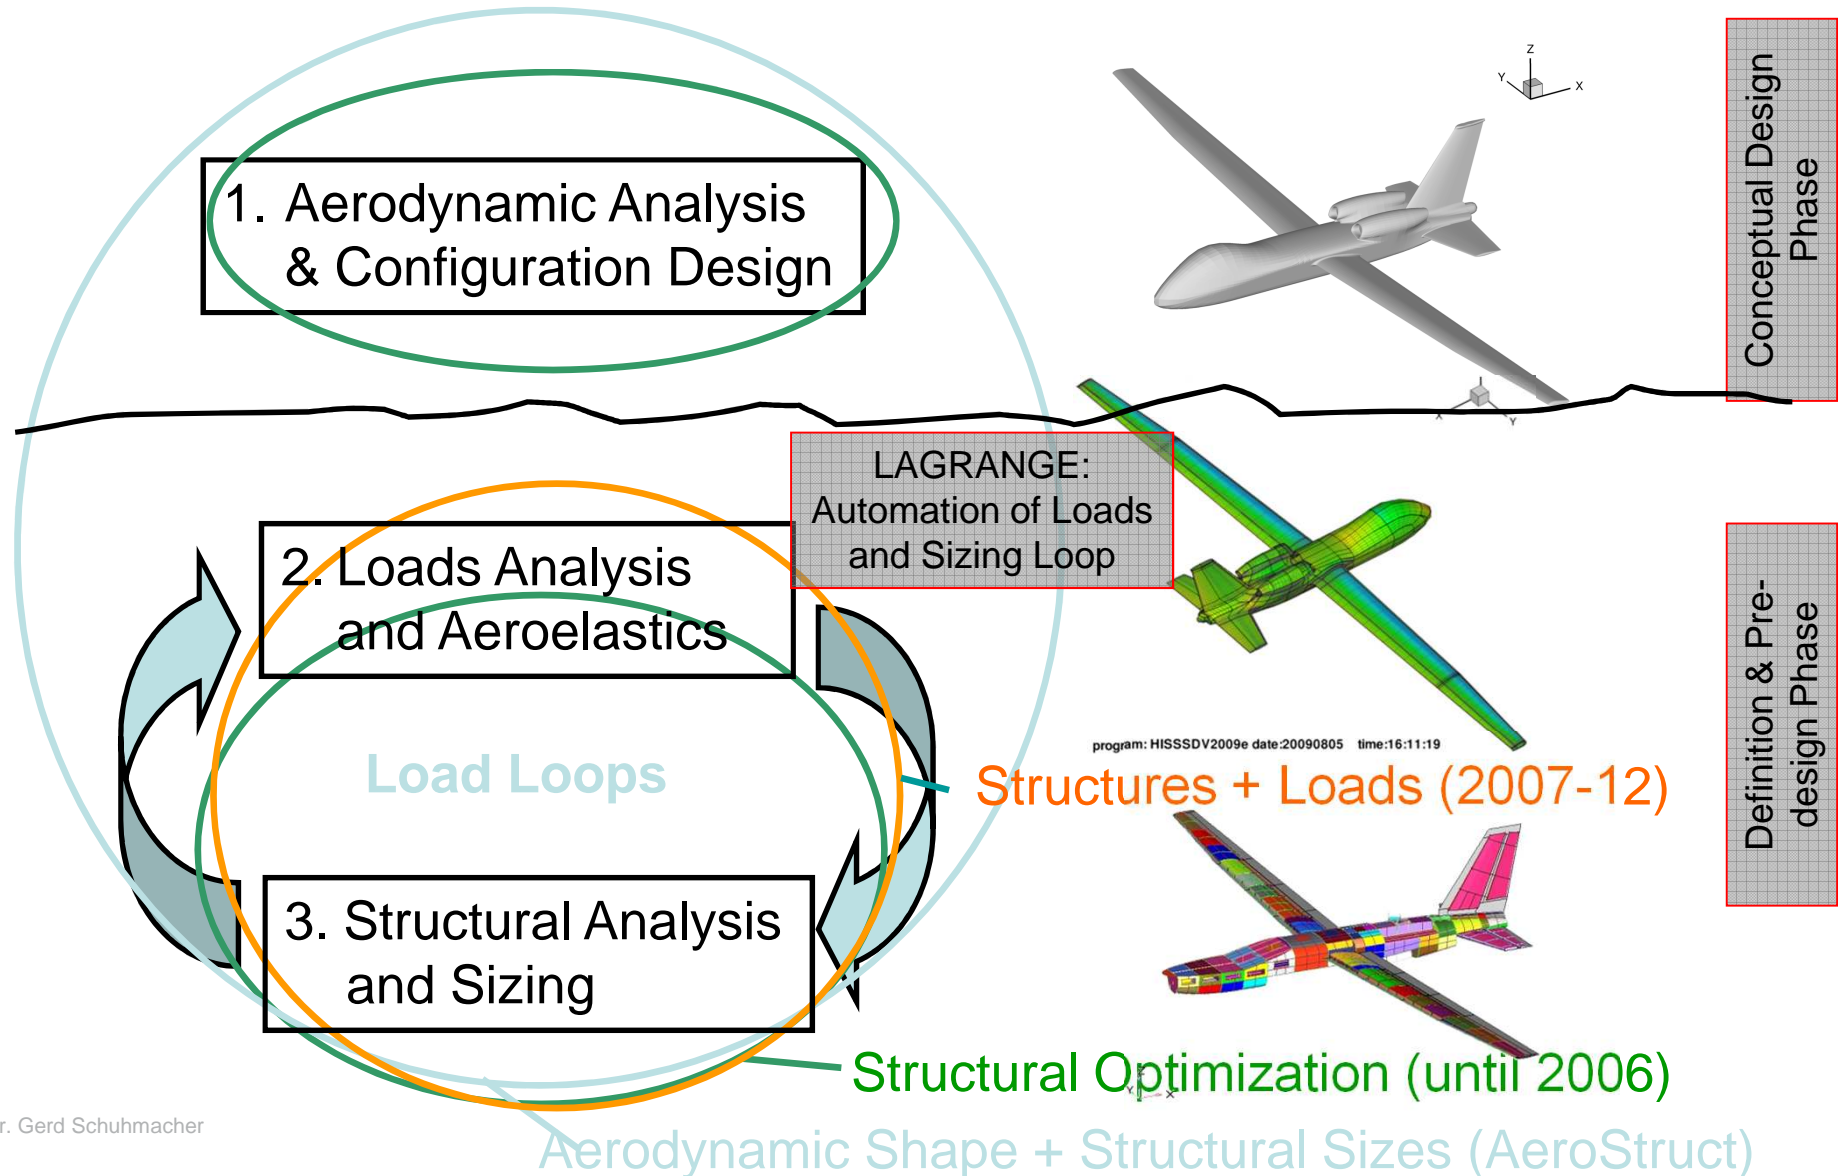 Z
Y
X
Conceptual Design
Phase
1. Aerodynamic Analysis
& Configuration Design
X
Y
LAGRANGE:
Automation of Loads
and Sizing Loop
2. Loads Analysis
and Aeroelastics
Definition & Pre-
design Phase
program: HISSSDV2009e date:20090805 time:16:11:19
Load Loops
Structures + Loads (2007-12)
3. Structural Analysis
and Sizing
Structural Optimization (until 2006)
Y
X
r. Gerd Schuhmacher
Aerodynamic Shape + Structural Sizes (AeroStruct)